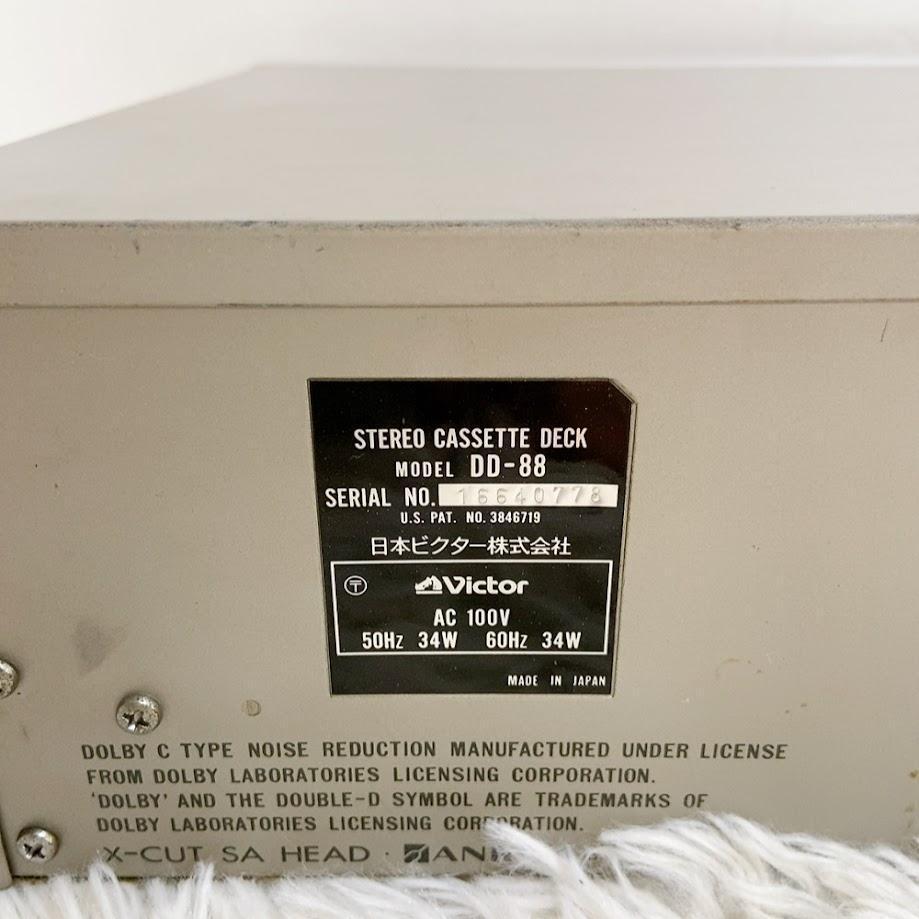 STEREO CASSETTE DECK
MODEL DD-88
SERIAL NO. 16640778
U.S. PAT. NO. 3846719
日本ビクター株式会社
〒 Victor
AC 100V
50Hz 34W 60Hz 34W
MADE IN JAPAN
DOLBY C TYPE NOISE REDUCTION MANUFACTURED UNDER LICENSE
FROM DOLBY LABORATORIES LICENSING CORPORATION.
'DOLBY' AND THE DOUBLE-D SYMBOL ARE TRADEMARKS OF
DOLBY LABORATORIES LICENSING CORPORATION.
X-CUT SA HEAD ·